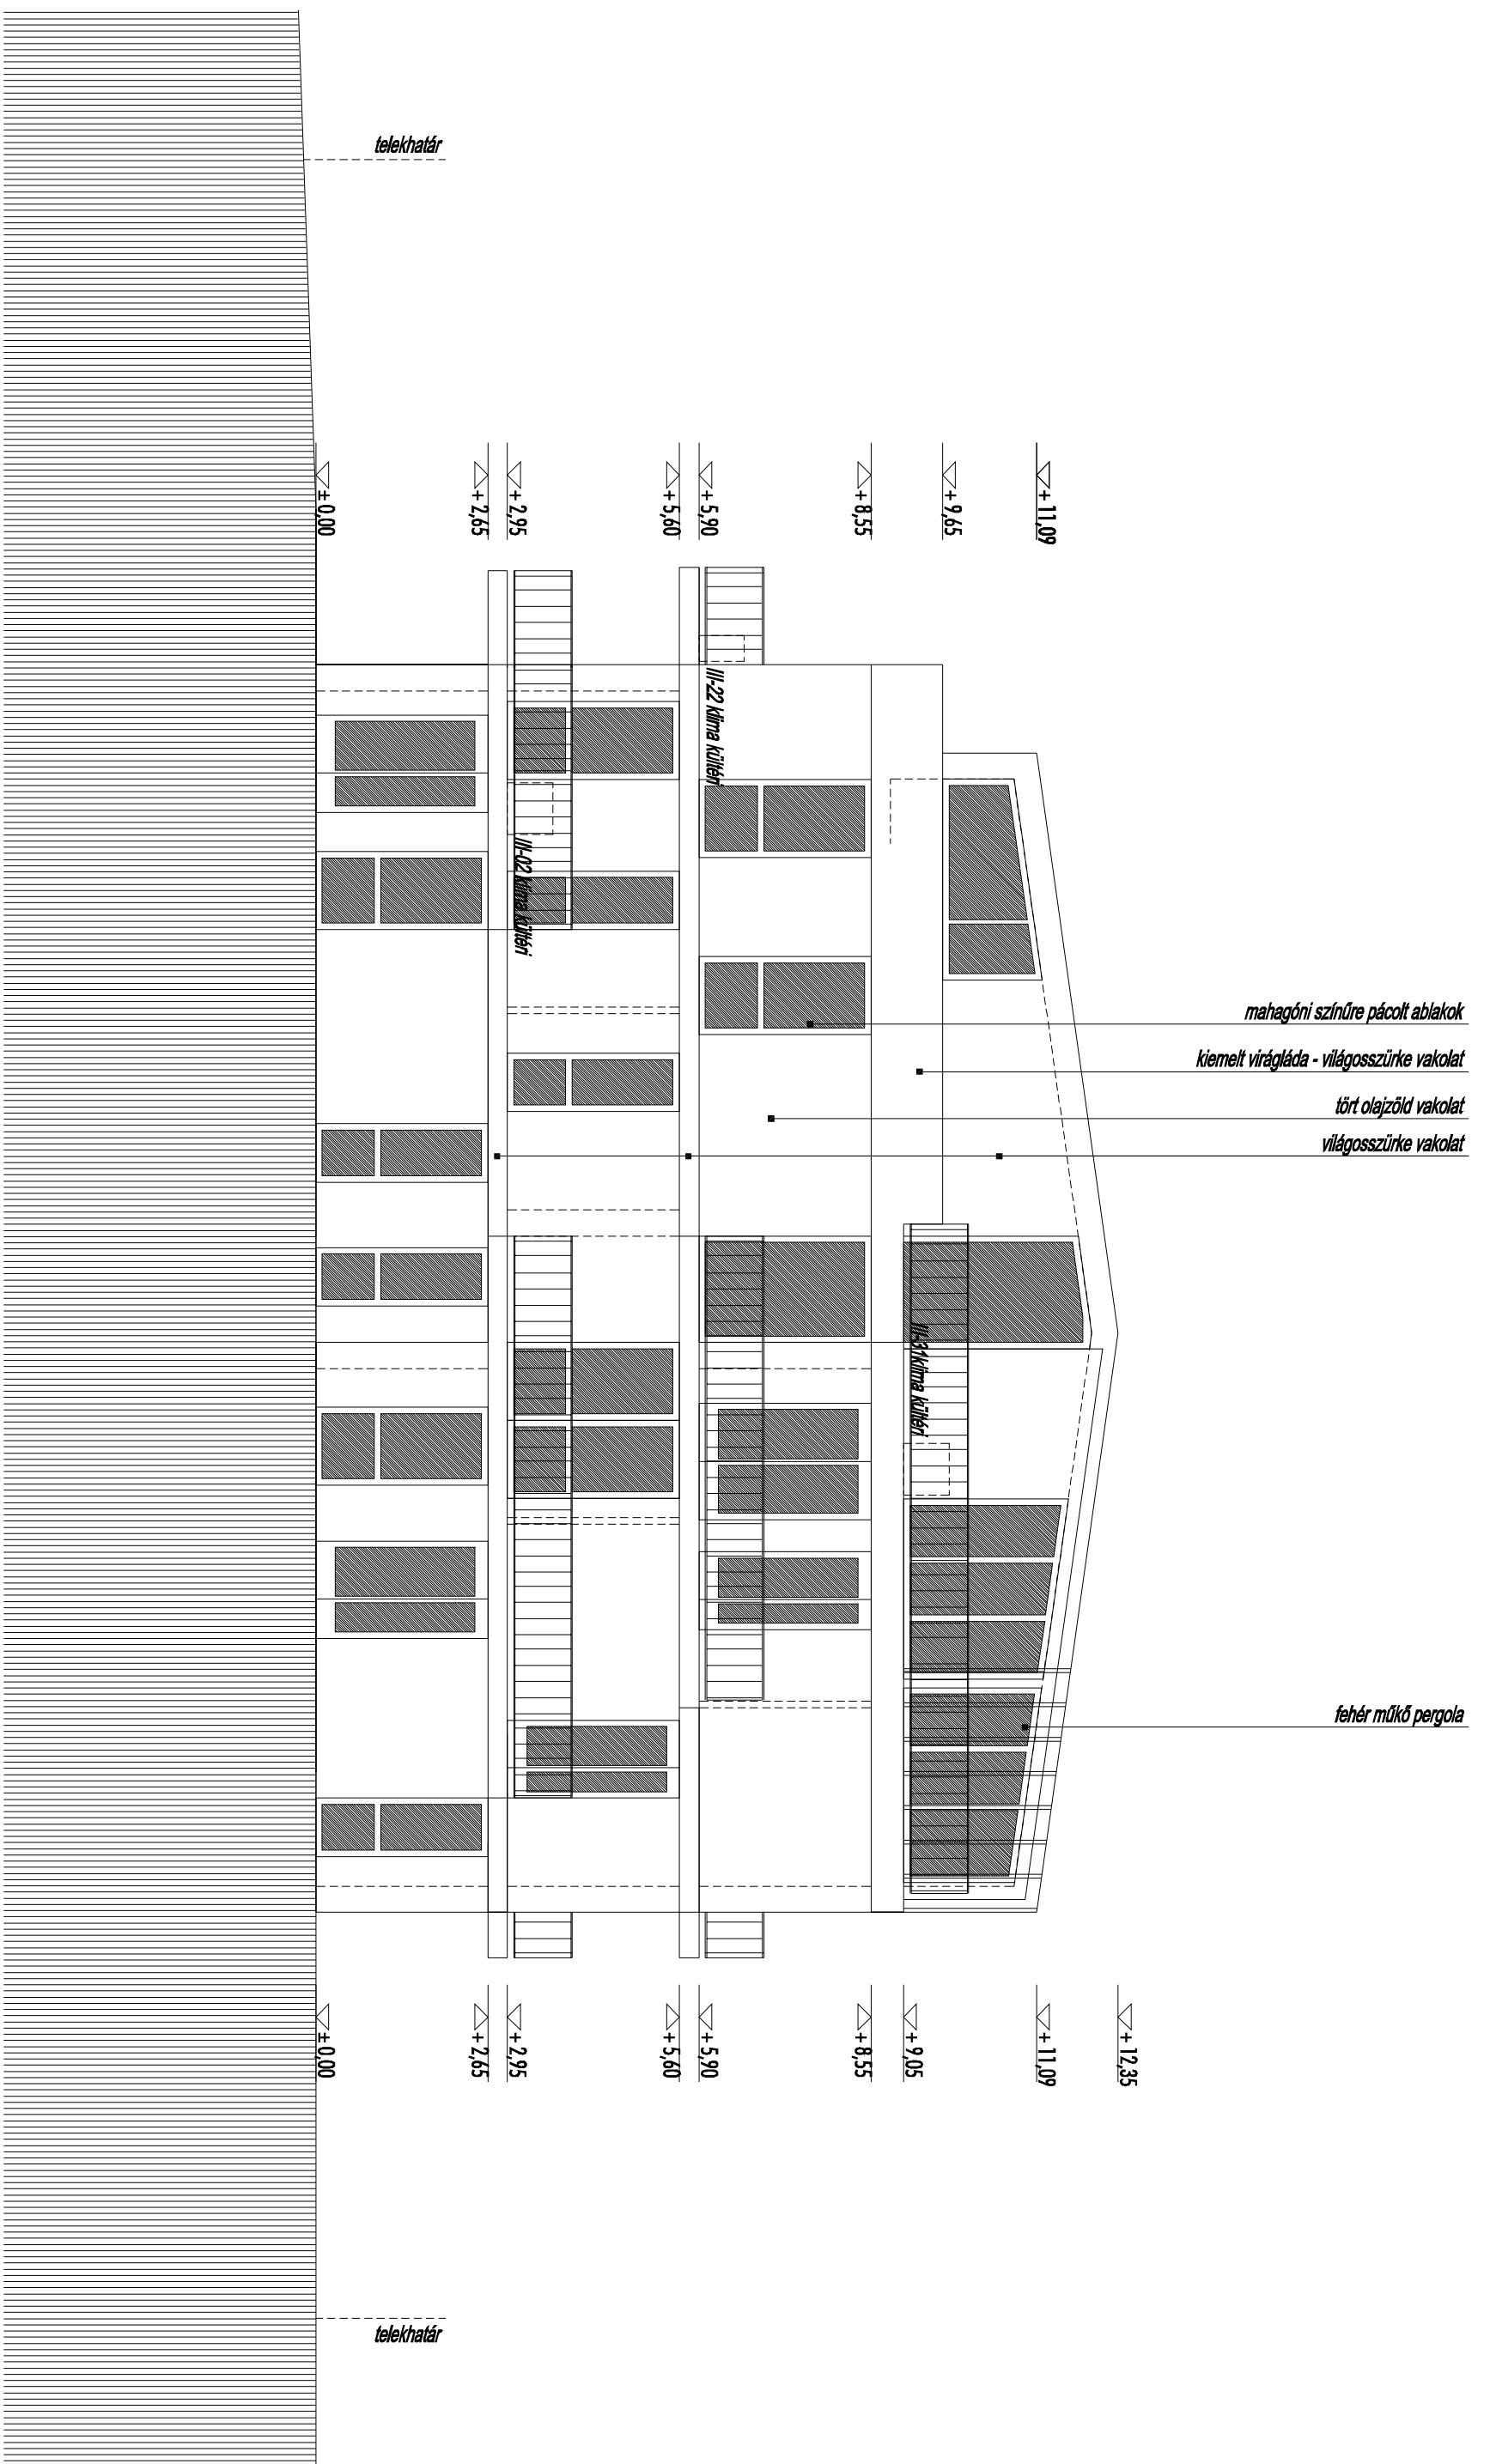 telekhatár
± 0,00
+ 2,65
+ 2,95
+ 5,60
+ 5,90
+ 8,55
+ 9,65
+ 11,09
III-22 klíma kültéri
III-02 klíma kültéri
mahagóni színűre pácolt ablakok
kiemelt virágláda - világosszürke vakolat
tört olajzöld vakolat
világosszürke vakolat
III-31klíma kültéri
fehér műkő pergola
± 0,00
+ 2,65
+ 2,95
+ 5,60
+ 5,90
+ 8,55
+ 9,05
+ 11,09
+ 12,35
telekhatár